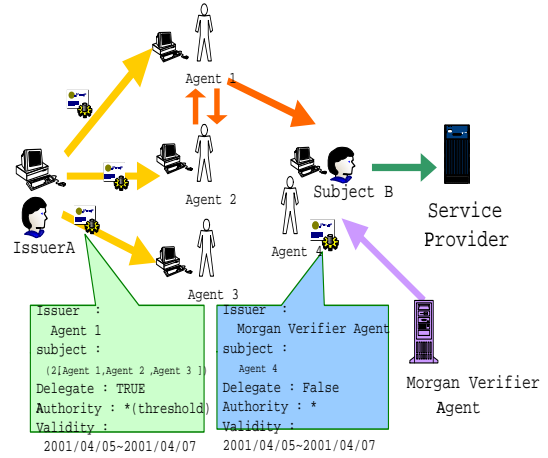 Agent 1
Agent 2
Agent 3
IssuerA
Subject B
Agent 4
Service
Provider
Morgan Verifier
Agent
Issuer :
Agent 1
subject :
(2[Agent 1,Agent 2 ,Agent 3 ])
Delegate : TRUE
Authority : *(threshold)
Validity :
2001/04/05~2001/04/07
Issuer :
Morgan Verifier Agent
subject :
Agent 4
Delegate : False
Authority : *
Validity :
2001/04/05~2001/04/07